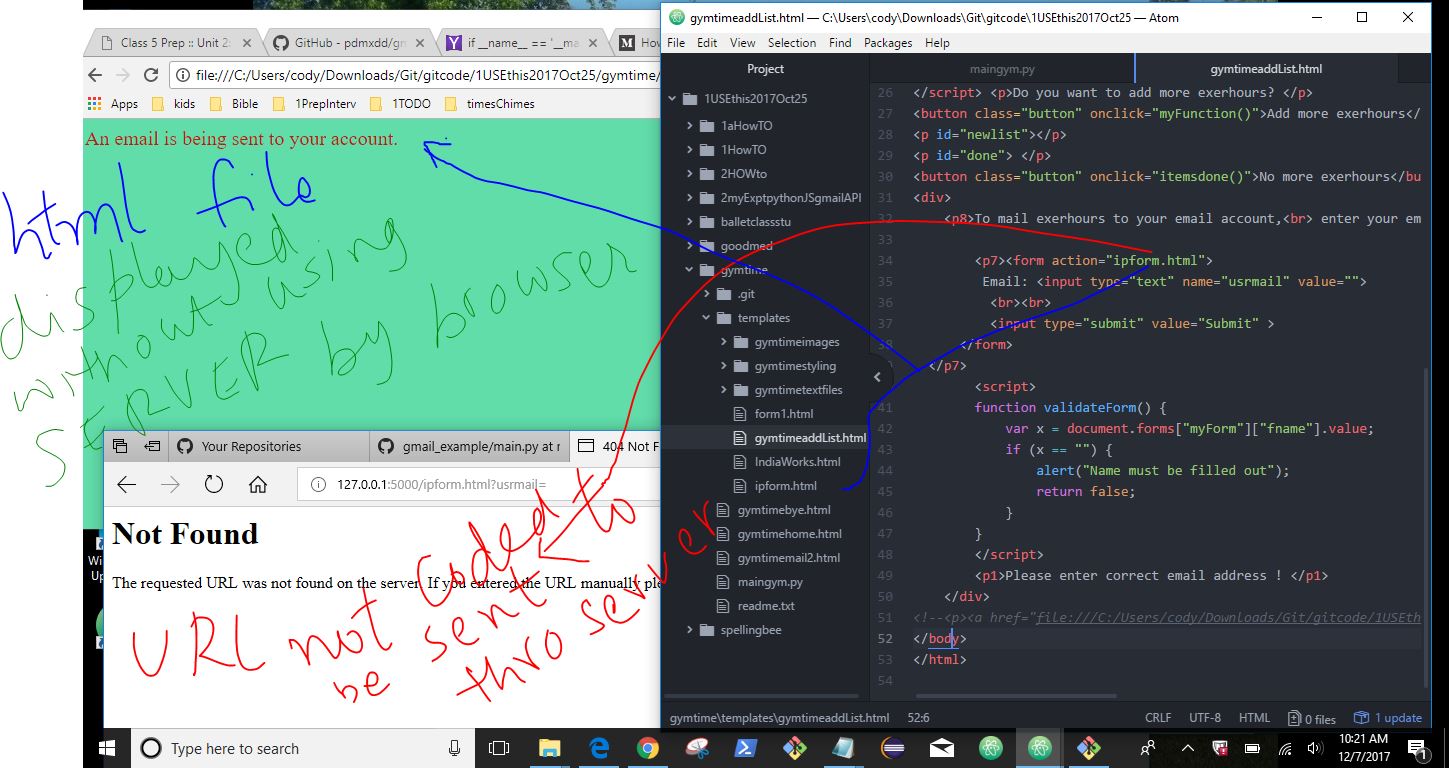 Class 5 Prep :: Unit 2:
GitHub - pdmxdd/gm
if __name__ == '__ma
How
file:///C:/Users/cody/Downloads/Git/gitcode/1USEthis2017Oct25/gymtime/
Apps
kids
Bible
1PrepInterv
1TODO
timesChimes
An email is being sent to your account.
html file
displayed
without using
SERVER by browser
Your Repositories
gmail_example/main.py at r
404 Not F
127.0.0.1:5000/ipform.html?usrmail=
Not Found
The requested URL was not found on the server. If you entered the URL manually ple
URL not coded to
be sent
thro server
gymtimeaddList.html — C:\Users\cody\Downloads\Git\gitcode\1USEthis2017Oct25 — Atom
File Edit View Selection Find Packages Help
Project
1USEthis2017Oct25
1aHowTO
1HowTO
2HOWto
2myExptpythonJSgmailAPI
balletclassstu
goodmed
gymtime
.git
templates
gymtimeimages
gymtimestyling
gymtimetextfiles
form1.html
gymtimeaddList.html
IndiaWorks.html
ipform.html
gymtimebye.html
gymtimehome.html
gymtimemail2.html
maingym.py
readme.txt
spellingbee
maingym.py
gymtimeaddList.html
26 </script> <p>Do you want to add more exerhours? </p>
27 <button class="button" onclick="myFunction()">Add more exerhours</
28 <p id="newlist"></p>
29 <p id="done"> </p>
30 <button class="button" onclick="itemsdone()">No more exerhours</bu
31 <div>
32 <p8>To mail exerhours to your email account,<br> enter your em
33
34 <p7><form action="ipform.html">
35 Email: <input type="text" name="usrmail" value="">
36 <br><br>
37 <input type="submit" value="Submit" >
38 </form>
</p7>
<script>
41 function validateForm() {
42 var x = document.forms["myForm"]["fname"].value;
43 if (x == "") {
44 alert("Name must be filled out");
45 return false;
46 }
47 }
48 </script>
49 <p1>Please enter correct email address ! </p1>
50 </div>
51 <!--<p><a href="file:///C:/Users/cody/Downloads/Git/gitcode/1USEth
52 </body>
53 </html>
54
gymtime\templates\gymtimeaddList.html 52:6
CRLF UTF-8 HTML 0 files 1 update
Type here to search
10:21 AM
12/7/2017
1